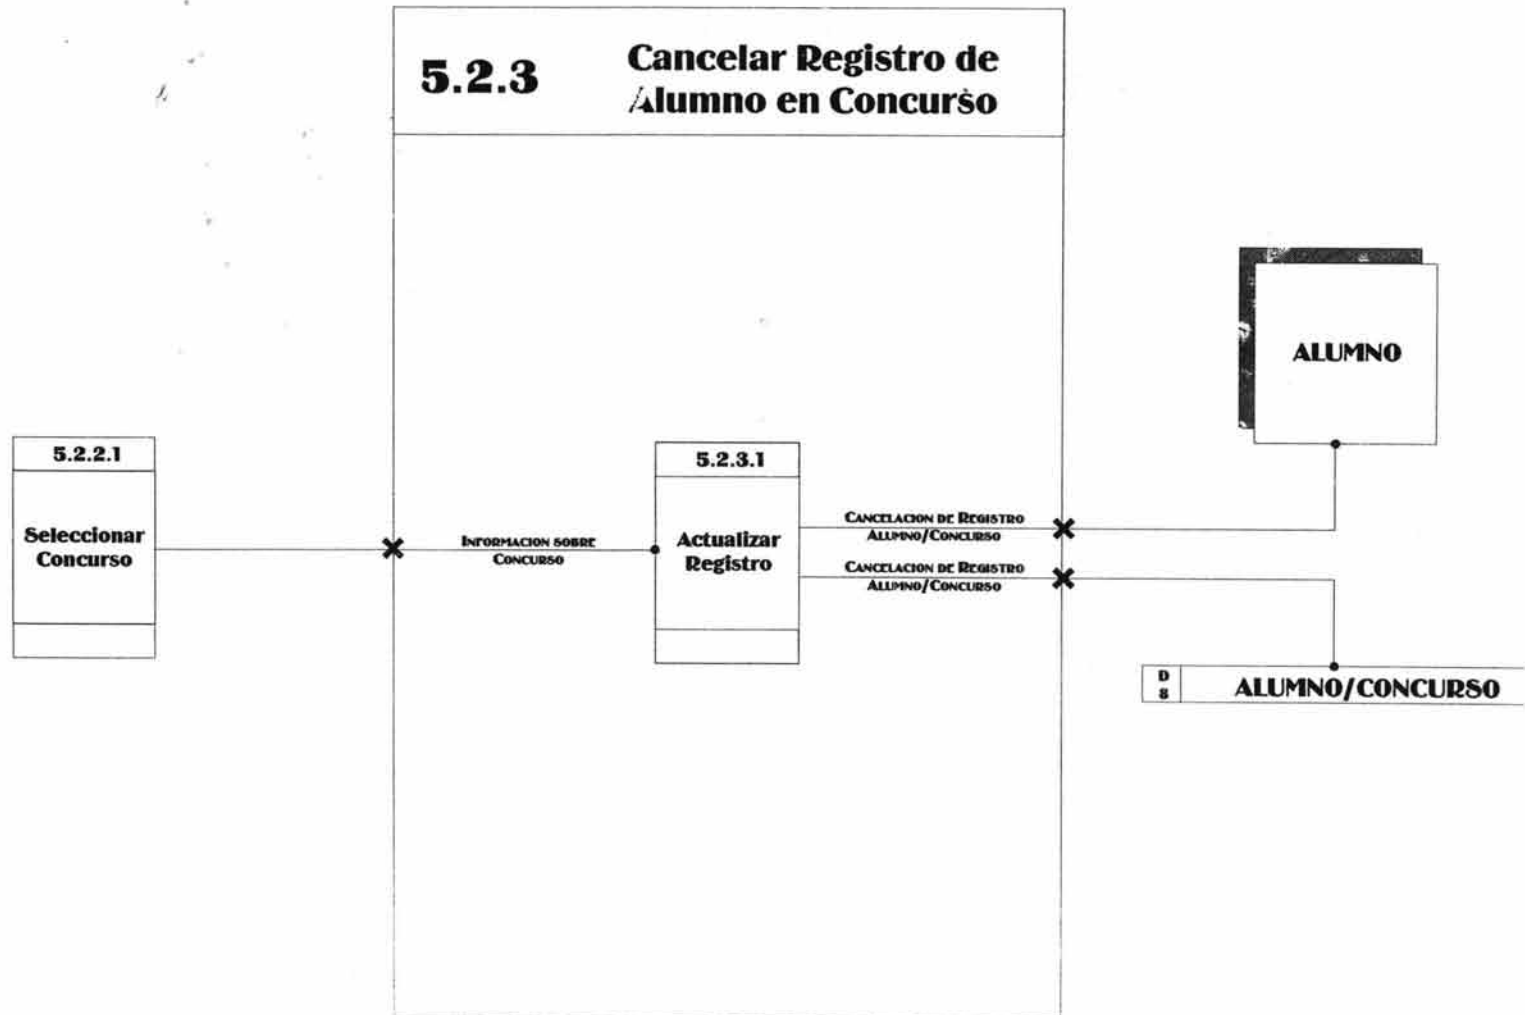 5.2.3
Cancelar Registro de
Alumno en Concurso
ALUMNO
5.2.2.1
Seleccionar
Concurso
INFORMACION SOBRE
CONCURSO
5.2.3.1
Actualizar
Registro
CANCELACION DE REGISTRO
ALUMNO/CONCURSO
CANCELACION DE REGISTRO
ALUMNO/CONCURSO
D
8
ALUMNO/CONCURSO